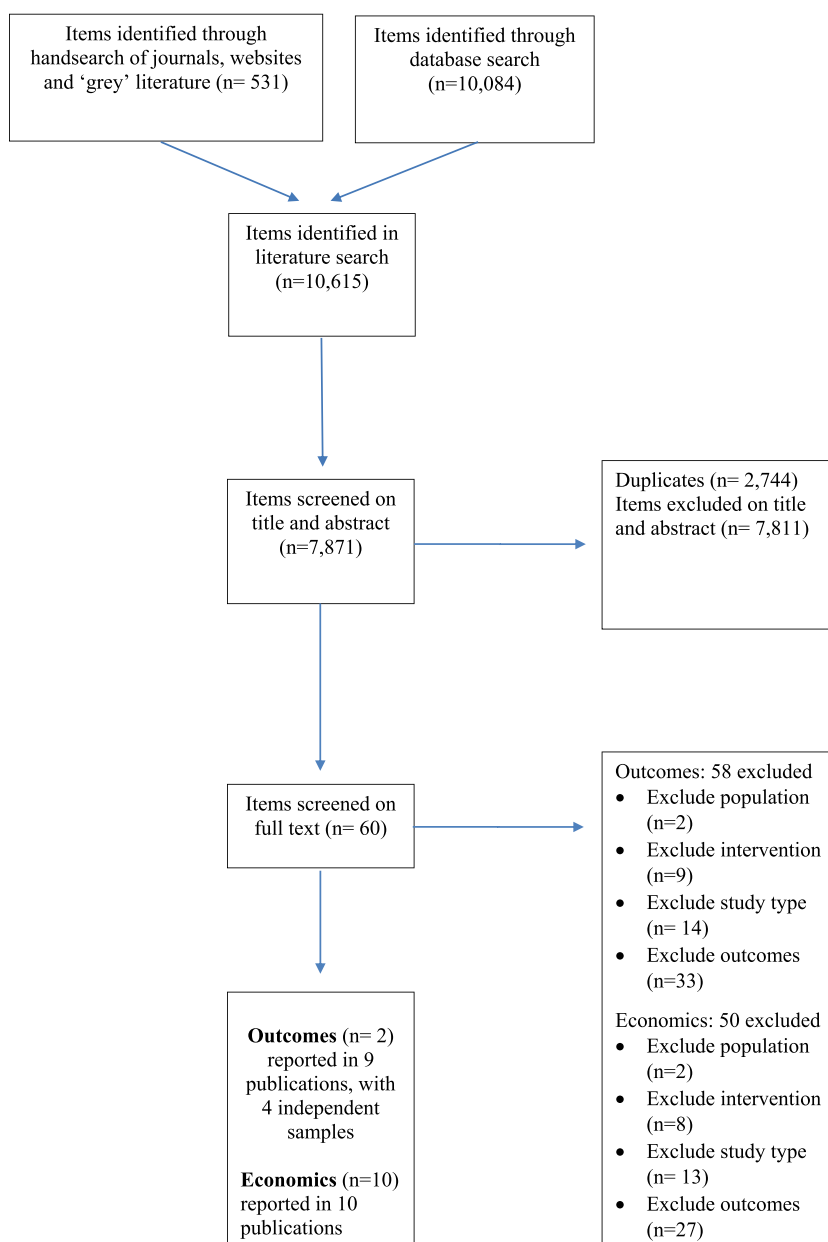 Items identified through
handsearch of journals, websites
and ‘grey’ literature (n= 531)
Items identified through
database search
(n=10,084)
Items identified in
literature search
(n=10,615)
Items screened on
title and abstract
(n=7,871)
Duplicates (n= 2,744)
Items excluded on title
and abstract (n= 7,811)
Items screened on
full text (n= 60)
Outcomes: 58 excluded
• Exclude population
(n=2)
• Exclude intervention
(n=9)
• Exclude study type
(n= 14)
• Exclude outcomes
(n=33)
Economics: 50 excluded
• Exclude population
(n=2)
• Exclude intervention
(n=8)
• Exclude study type
(n= 13)
• Exclude outcomes
(n=27)
Outcomes (n= 2)
reported in 9
publications, with
4 independent
samples
Economics (n=10)
reported in 10
publications